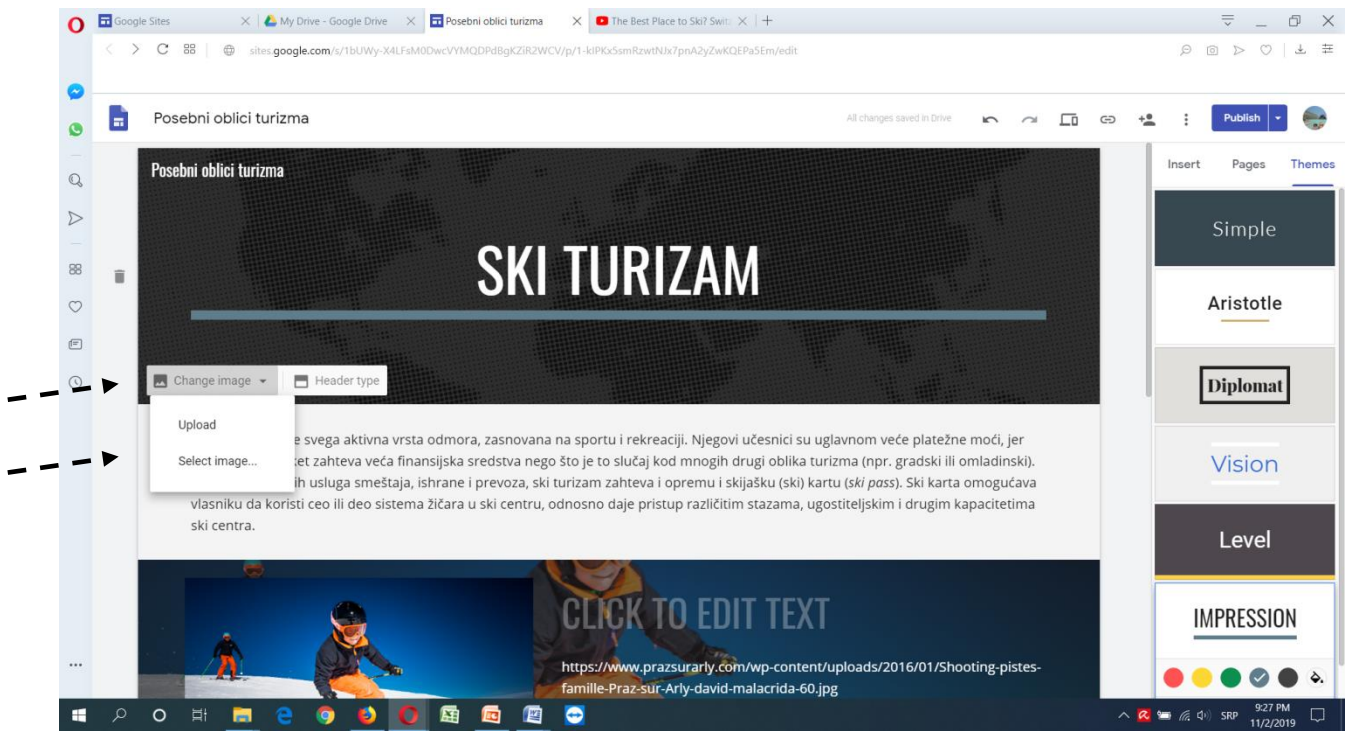 Google Sites
My Drive - Google Drive
Posebni oblici turizma
The Best Place to Ski? Swit
sites.google.com/s/1bUWy-X4LFsM0DwcVYMQDPdBgKZiR2WCV/p/1-kIPKx5smRzwtNJx7pnA2yZwKQEPa5Em/edit
Posebni oblici turizma
All changes saved in Drive
Publish
Posebni oblici turizma
Insert
Pages
Themes
SKI TURIZAM
Change image
Header type
Upload
Select image...
e svega aktivna vrsta odmora, zasnovana na sportu i rekreaciji. Njegovi učesnici su uglavnom veće platežne moći, jer
ket zahteva veća finansijska sredstva nego što je to slučaj kod mnogih drugi oblika turizma (npr. gradski ili omladinski).
ih usluga smeštaja, ishrane i prevoza, ski turizam zahteva i opremu i skijašku (ski) kartu (ski pass). Ski karta omogućava
vlasniku da koristi ceo ili deo sistema žičara u ski centru, odnosno daje pristup različitim stazama, ugostiteljskim i drugim kapacitetima
ski centra.
CLICK TO EDIT TEXT
https://www.prazsurarly.com/wp-content/uploads/2016/01/Shooting-pistes-
famille-Praz-sur-Arly-david-malacrida-60.jpg
Simple
Aristotle
Diplomat
Vision
Level
IMPRESSION
SRP
9:27 PM
11/2/2019